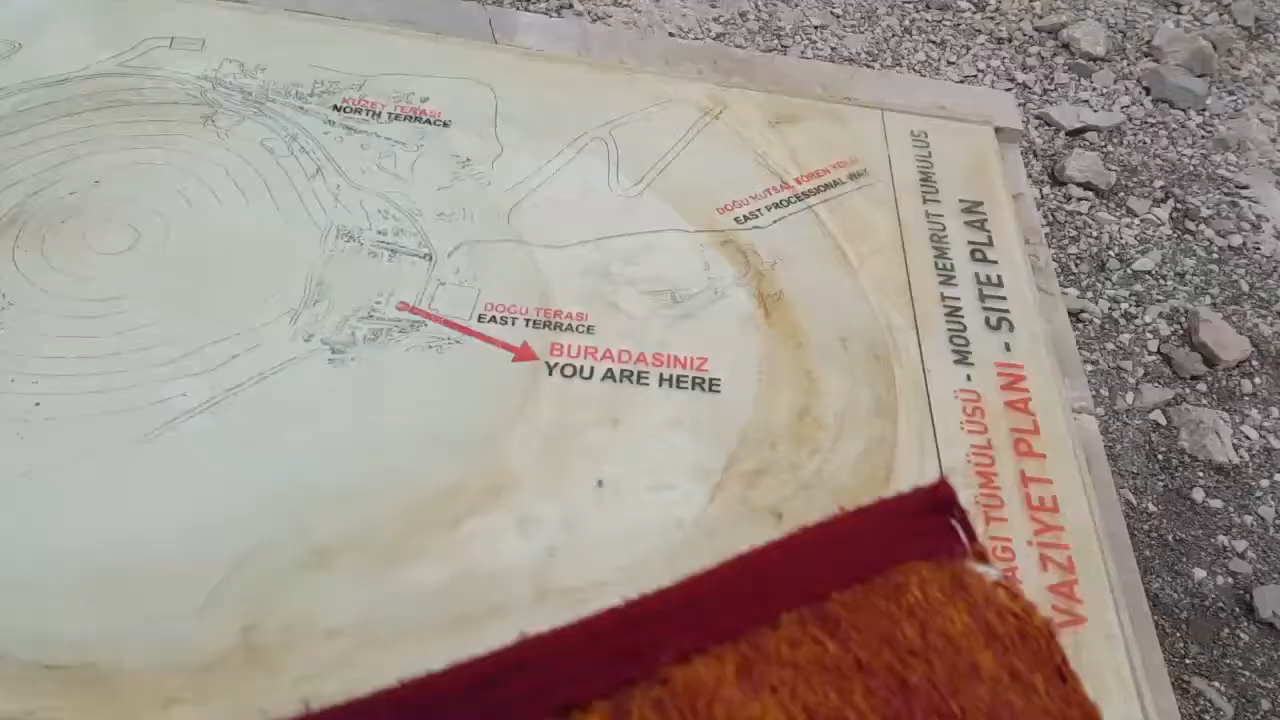 KUZEY TERASI
NORTH TERRACE
DOĞU KUTSAL TÖREN YOLU
EAST PROCESSIONAL WAY
DOĞU TERASI
EAST TERRACE
BURADASINIZ
YOU ARE HERE
AĞI TÜMÜLÜSÜ - MOUNT NEMRUT TUMULUS
VAZİYET PLANI - SITE PLAN